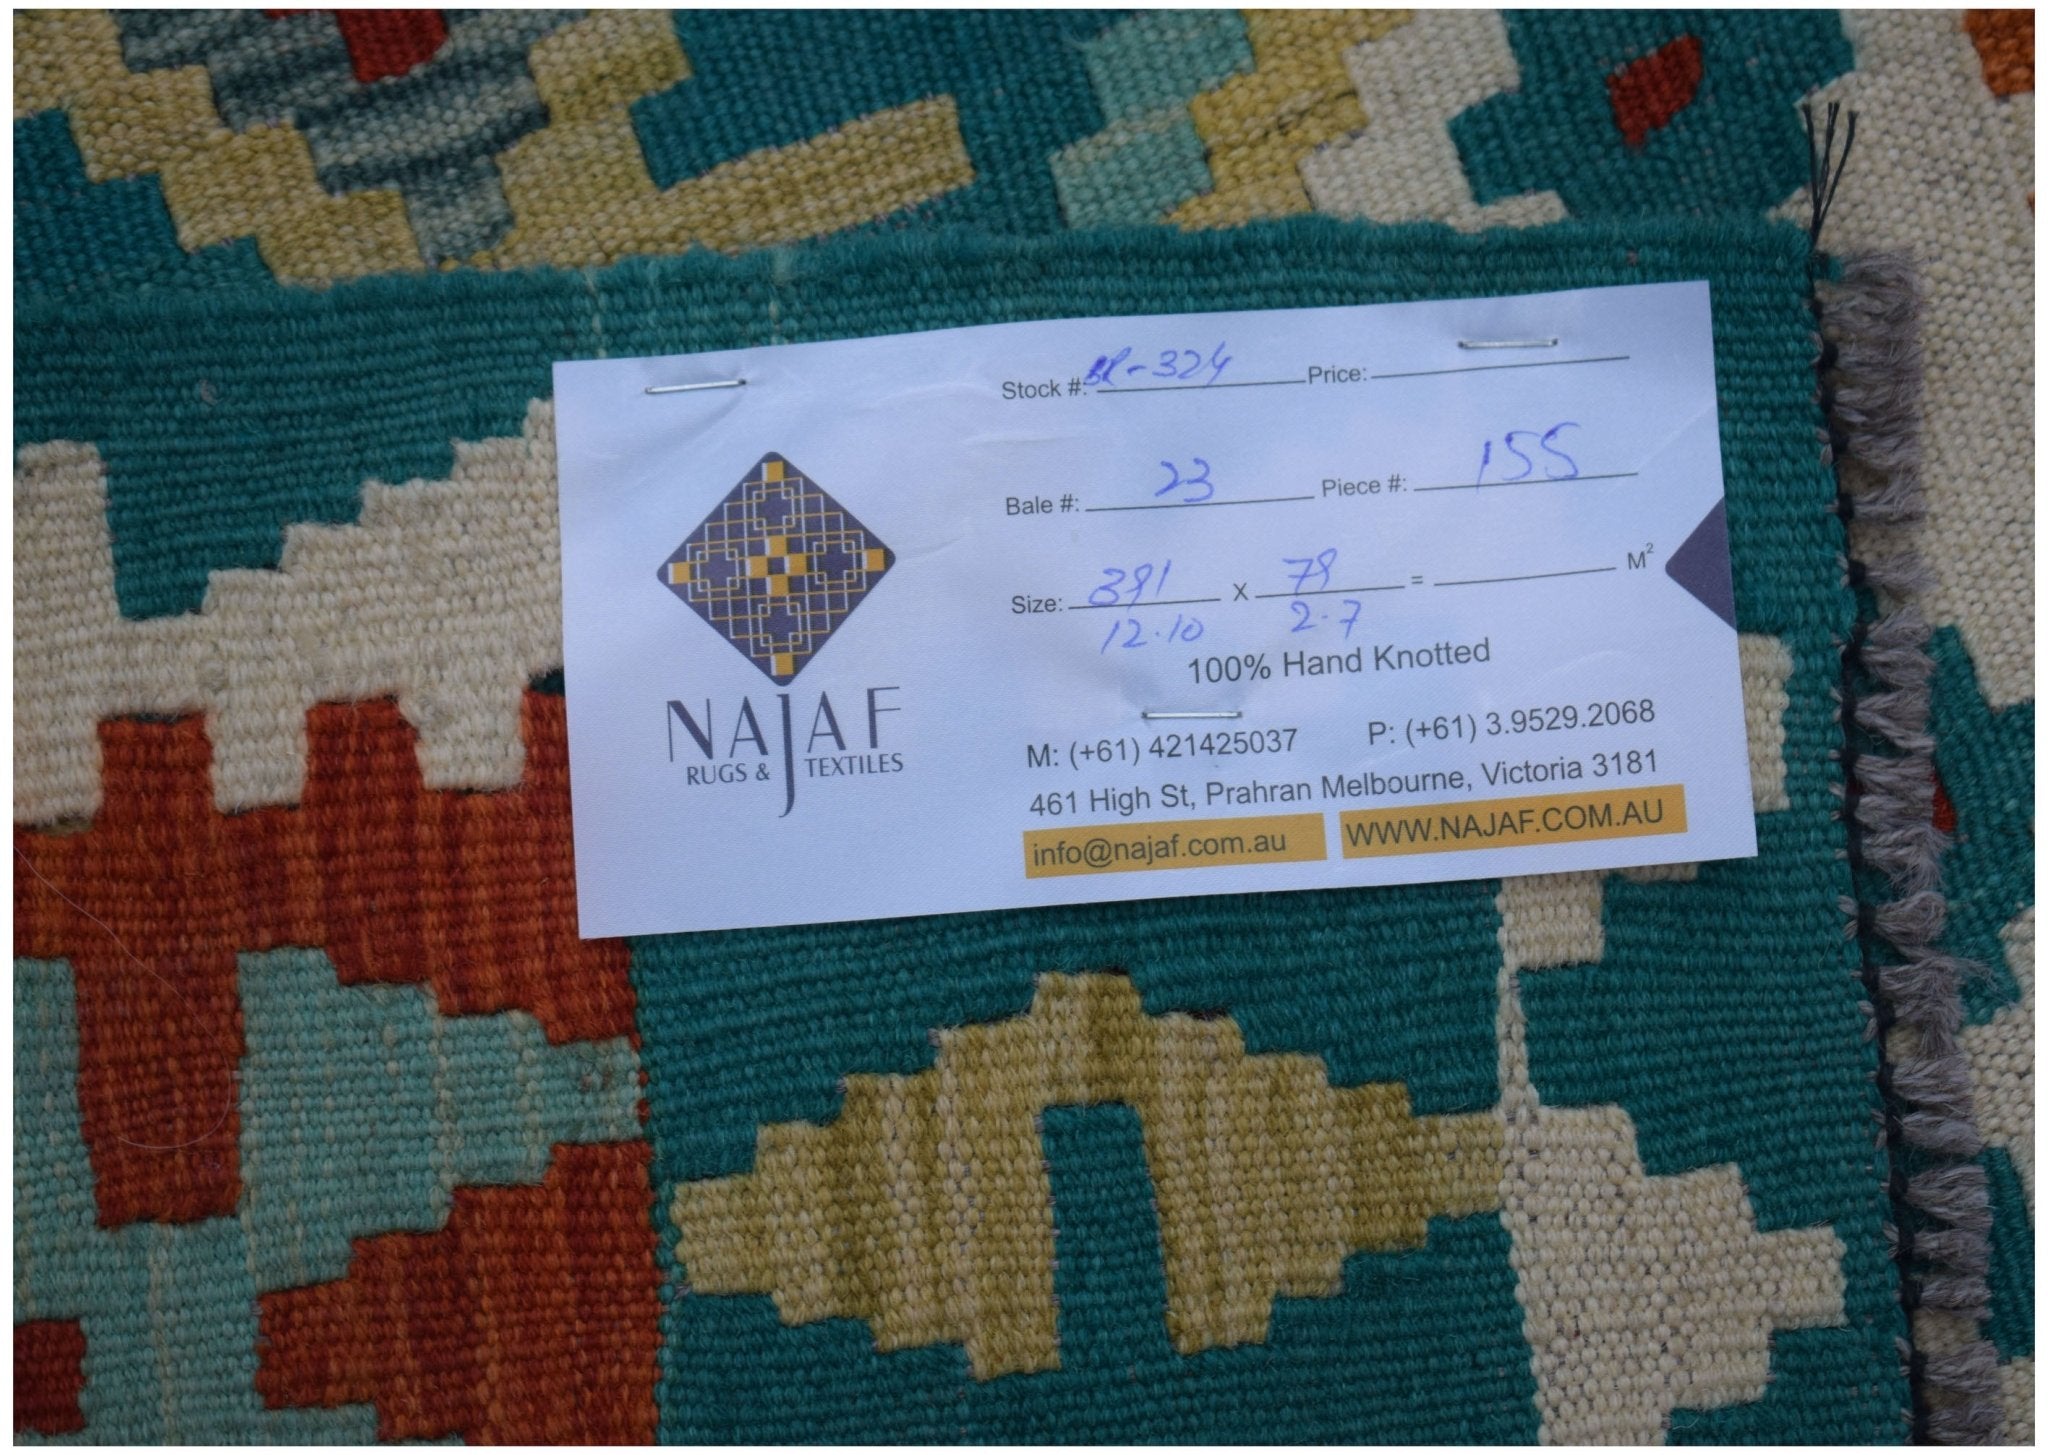 NAJAF
RUGS & TEXTILES
Stock #: BR-324 Price:
Bale #: 23 Piece #: 155
Size: 391 X 79 = M²
12.10 2.7
100% Hand Knotted
M: (+61) 421425037 P: (+61) 3.9529.2068
461 High St, Prahran Melbourne, Victoria 3181
info@najaf.com.au WWW.NAJAF.COM.AU